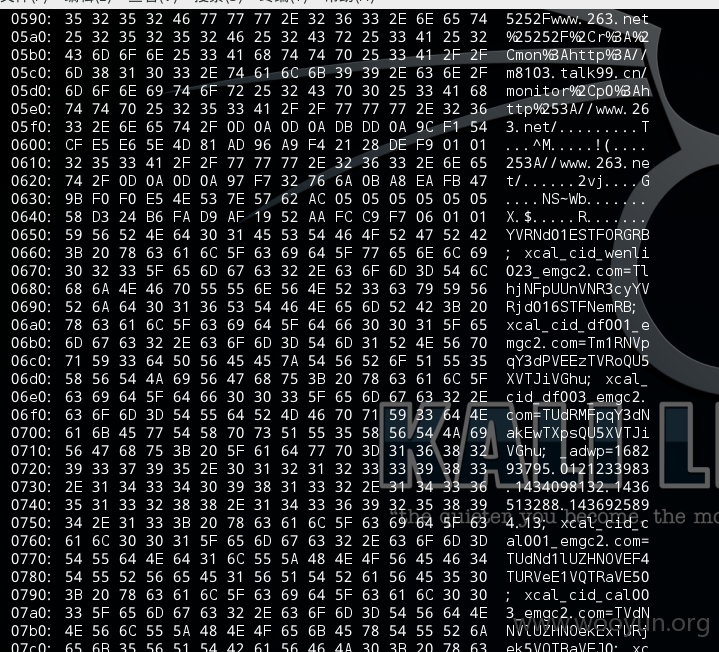 0590: 35 32 35 32 46 77 77 77 2E 32 36 33 2E 6E 65 74 5252Fwww.263.net
05a0: 25 32 35 32 35 32 46 25 32 43 72 25 33 41 25 32 %25252F%2Cr%3A%2
05b0: 43 6D 6F 6E 25 33 41 68 74 74 70 25 33 41 2F 2F Cmon%3Ahttp%3A//
05c0: 6D 38 31 30 33 2E 74 61 6C 6B 39 39 2E 63 6E 2F m8103.talk99.cn/
05d0: 6D 6F 6E 69 74 6F 72 25 32 43 70 30 25 33 41 68 monitor%2Cp0%3Ah
05e0: 74 74 70 25 32 35 33 41 2F 2F 77 77 77 2E 32 36 ttp%253A//www.26
05f0: 33 2E 6E 65 74 2F 0D 0A 0D 0A DB DD 0A 9C F1 54 3.net/.........T
0600: CF E5 E6 5E 4D 81 AD 96 A9 F4 21 28 DE F9 01 01 ...^M.....!(....
0610: 32 35 33 41 2F 2F 77 77 77 2E 32 36 33 2E 6E 65 253A//www.263.ne
0620: 74 2F 0D 0A 0D 0A 97 F7 32 76 6A 0B A8 EA FB 47 t/......2vj....G
0630: 9B F0 F0 E5 4E 53 7E 57 62 AC 05 05 05 05 05 05 ....NS~Wb.......
0640: 58 D3 24 B6 FA D9 AF 19 52 AA FC C9 F7 06 01 01 X.$.....R.......
0650: 59 56 52 4E 64 30 31 45 53 54 46 4F 52 47 52 42 YVRNd01ESTFORGRB
0660: 3B 20 78 63 61 6C 5F 63 69 64 5F 77 65 6E 6C 69 ; xcal_cid_wenli
0670: 30 32 33 5F 65 6D 67 63 32 2E 63 6F 6D 3D 54 6C 023_emgc2.com=Tl
0680: 68 6A 4E 46 70 55 55 6E 56 4E 52 33 63 79 59 56 hjNFpUUnVNR3cyYV
0690: 52 6A 64 30 31 36 53 54 46 4E 65 6D 52 42 3B 20 Rjd016STFNemRB;
06a0: 78 63 61 6C 5F 63 69 64 5F 64 66 30 30 31 5F 65 xcal_cid_df001_e
06b0: 6D 67 63 32 2E 63 6F 6D 3D 54 6D 31 52 4E 56 70 mgc2.com=Tm1RNVp
06c0: 71 59 33 64 50 56 45 45 7A 54 56 52 6F 51 55 35 qY3dPVEEzTVRoQU5
06d0: 58 56 54 4A 69 56 47 68 75 3B 20 78 63 61 6C 5F XVTJiVGhu; xcal_
06e0: 63 69 64 5F 64 66 30 30 33 5F 65 6D 67 63 32 2E cid_df003_emgc2.
06f0: 63 6F 6D 3D 54 55 64 52 4D 46 70 71 59 33 64 4E com=TUdRMFpqY3dN
0700: 61 6B 45 77 54 58 70 73 51 55 35 58 56 54 4A 69 akEwTXpsQU5XVTJi
0710: 56 47 68 75 3B 20 5F 61 64 77 70 3D 31 36 38 32 VGhu; _adwp=1682
0720: 39 33 37 39 35 2E 30 31 32 31 32 33 33 39 38 33 93795.0121233983
0730: 2E 31 34 33 34 30 39 38 31 33 32 2E 31 34 33 36 .1434098132.1436
0740: 35 31 33 32 38 38 2E 31 34 33 36 39 32 35 38 39 513288.143692589
0750: 34 2E 31 33 3B 20 78 63 61 6C 5F 63 69 64 5F 63 4.13; xcal_cid_c
0760: 61 6C 30 30 31 5F 65 6D 67 63 32 2E 63 6F 6D 3D al001_emgc2.com=
0770: 54 55 64 4E 64 31 6C 55 5A 48 4E 4F 56 45 46 34 TUdNd1lUZHNOVEF4
0780: 54 55 52 56 65 45 31 56 51 54 52 61 56 45 35 30 TURVeE1VQTRaVE50
0790: 3B 20 78 63 61 6C 5F 63 69 64 5F 63 61 6C 30 30 ; xcal_cid_cal00
07a0: 33 5F 65 6D 67 63 32 2E 63 6F 6D 3D 54 56 64 4E 3_emgc2.com=TVdN
07b0: 4E 56 6C 55 5A 48 4E 4F 65 6B 45 78 54 55 52 6A NVlUZHNOekExTURj
07c0: 65 6B 35 56 51 54 52 61 56 46 4A 30 3B 20 78 63 ek5VQTRaVFJ0; xc
KALI LI
"the quieter you become, the mo
www.wooyun.org